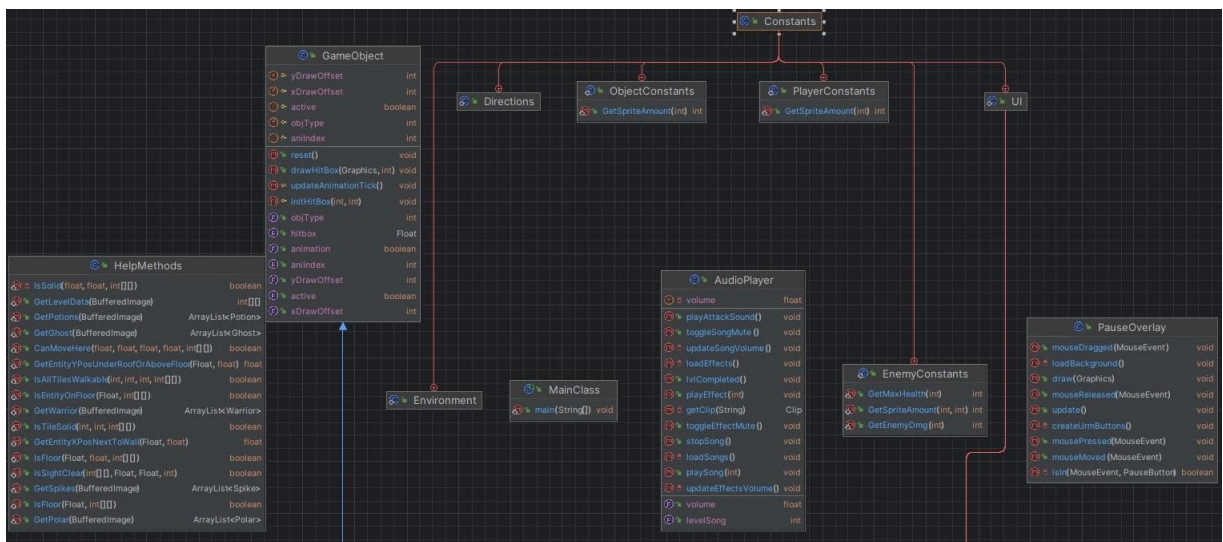 Constants
GameObject
yDrawOffset int
xDrawOffset int
active boolean
objType int
aniIndex int
reset() void
drawHitBox(Graphics, int) void
updateAnimationTick() void
initHitBox(int, int) void
objType int
hitbox Float
animation boolean
aniIndex int
yDrawOffset int
active boolean
xDrawOffset int
Directions
ObjectConstants
GetSpriteAmount(int) int
PlayerConstants
GetSpriteAmount(int) int
UI
HelpMethods
IsSolid(float, float, int[][]) boolean
GetLevelData(BufferedImage) int[][]
GetPotions(BufferedImage) ArrayList<Potion>
GetGhost(BufferedImage) ArrayList<Ghost>
CanMoveHere(float, float, float, float, int[][]) boolean
GetEntityYPosUnderRoofOrAboveFloor(Float, float) float
IsAllTilesWalkable(int, int, int, int[][]) boolean
IsEntityOnFloor(Float, int[][]) boolean
GetWarrior(BufferedImage) ArrayList<Warrior>
IsTileSolid(int, int, int[][]) boolean
GetEntityXPosNextToWall(Float, float) float
IsFloor(Float, float, int[][]) boolean
IsSightClear(int[][], Float, Float, int) boolean
GetSpikes(BufferedImage) ArrayList<Spike>
IsFloor(Float, int[][]) boolean
GetPolar(BufferedImage) ArrayList<Polar>
Environment
MainClass
main(String[]) void
AudioPlayer
volume float
playAttackSound() void
toggleSongMute() void
updateSongVolume() void
loadEffects() void
lvlCompleted() void
playEffect(int) void
getClip(String) Clip
toggleEffectMute() void
stopSong() void
loadSongs() void
playSong(int) void
updateEffectsVolume() void
volume float
levelSong int
EnemyConstants
GetMaxHealth(int) int
GetSpriteAmount(int, int) int
GetEnemyDmg(int) int
PauseOverlay
mouseDragged(MouseEvent) void
loadBackground() void
draw(Graphics) void
mouseReleased(MouseEvent) void
update() void
createUrmButtons() void
mousePressed(MouseEvent) void
mouseMoved(MouseEvent) void
isIn(MouseEvent, PauseButton) boolean